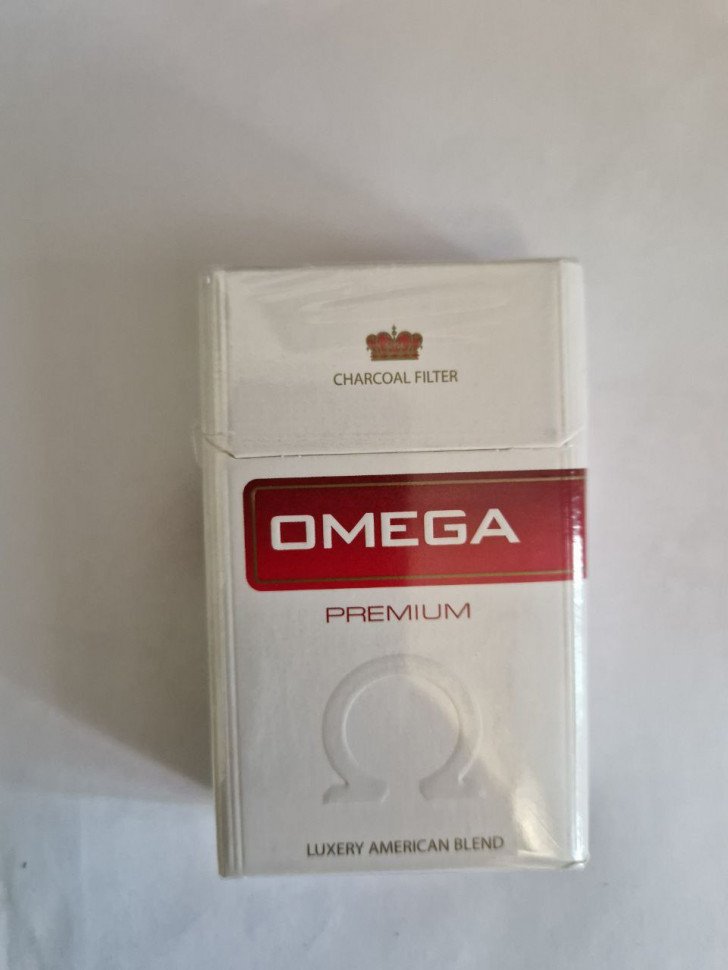 CHARCOAL FILTER
OMEGA
PREMIUM
LUXERY AMERICAN BLEND